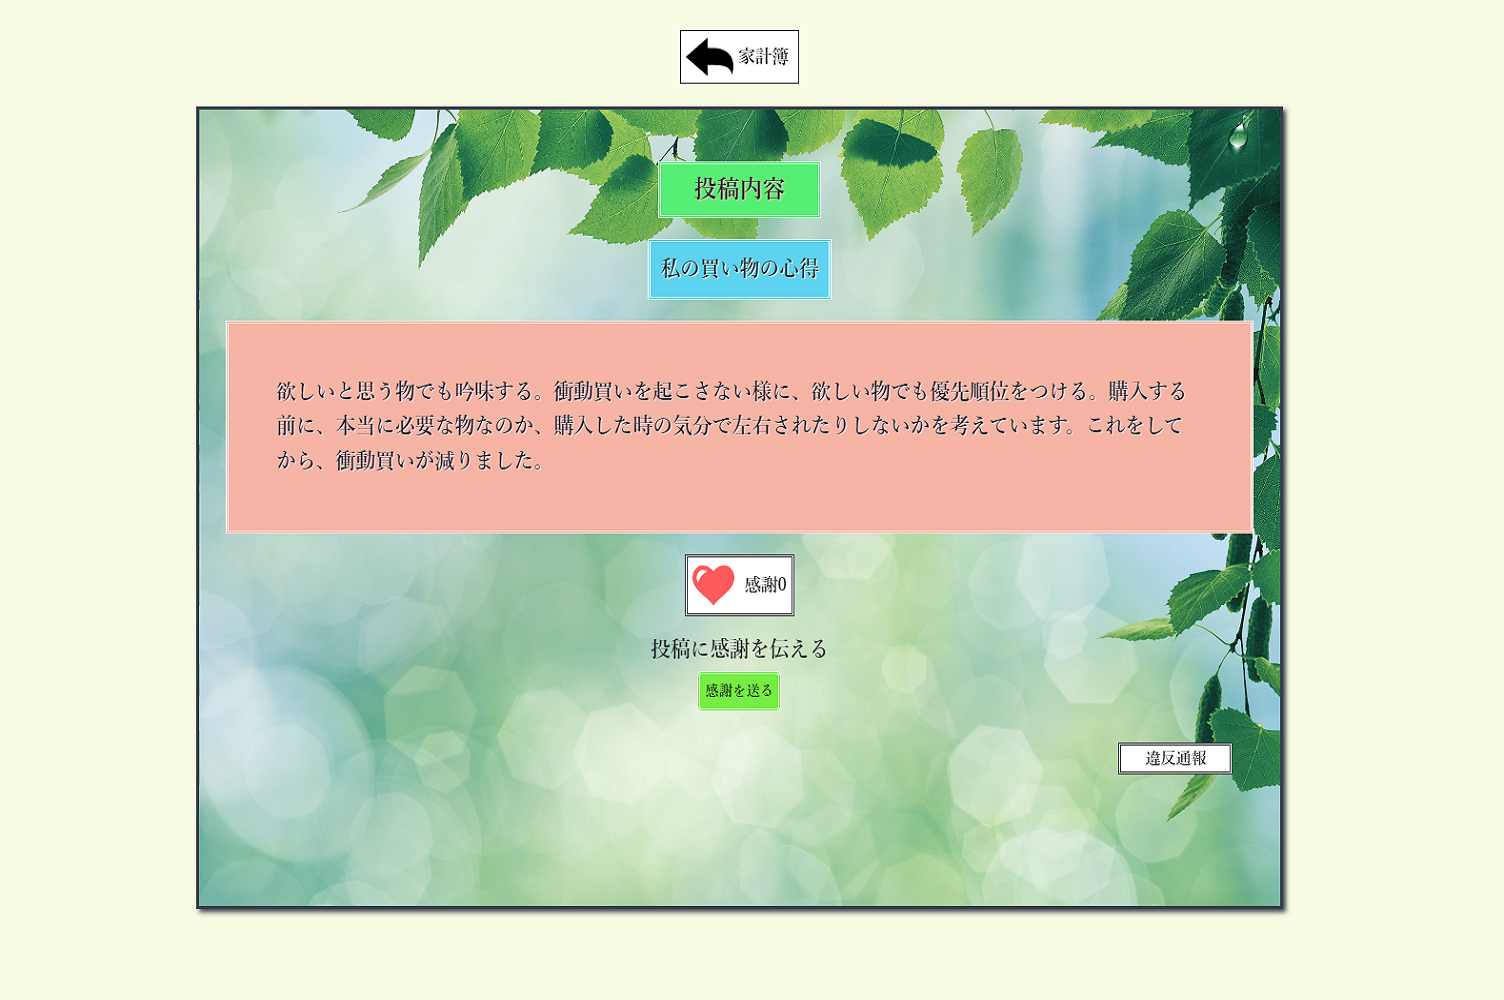 家計簿
投稿内容
私の買い物の心得
欲しいと思う物でも吟味する。衝動買いを起こさない様に、欲しい物でも優先順位をつける。購入する
前に、本当に必要な物なのか、購入した時の気分で左右されたりしないかを考えています。これをして
から、衝動買いが減りました。
感謝0
投稿に感謝を伝える
感謝を送る
違反通報